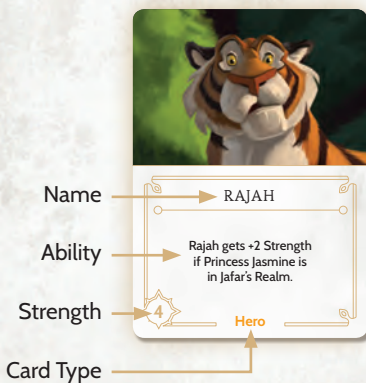 Name
RAJAH
Ability
Rajah gets +2 Strength
if Princess Jasmine is
in Jafar's Realm.
Strength
4
Hero
Card Type